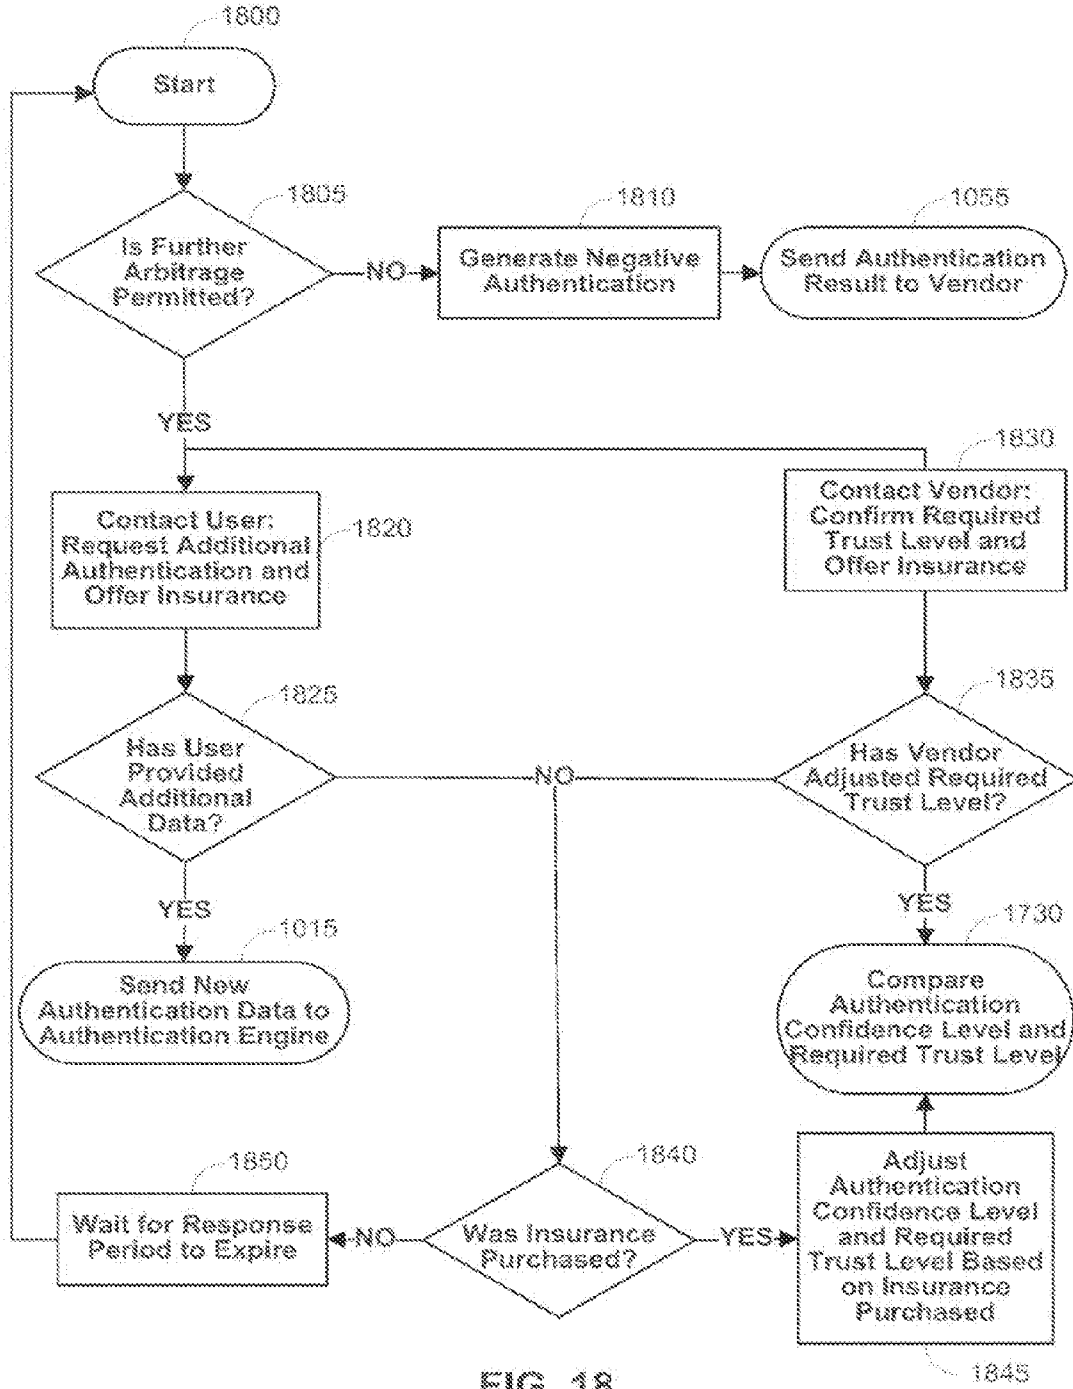 1800
Start
1805
Is Further
Arbitrage
Permitted?
NO
1810
Generate Negative
Authentication
1055
Send Authentication
Result to Vendor
YES
1830
Contact Vendor:
Confirm Required
Trust Level and
Offer Insurance
Contact User:
Request Additional
Authentication and
Offer Insurance
1820
1825
Has User
Provided
Additional
Data?
NO
1835
Has Vendor
Adjusted Required
Trust Level?
YES
YES
1015
Send New
Authentication Data to
Authentication Engine
1730
Compare
Authentication
Confidence Level and
Required Trust Level
1850
Wait for Response
Period to Expire
NO
1840
Was Insurance
Purchased?
YES
Adjust
Authentication
Confidence Level
and Required
Trust Level Based
on Insurance
Purchased
1845
FIG. 18